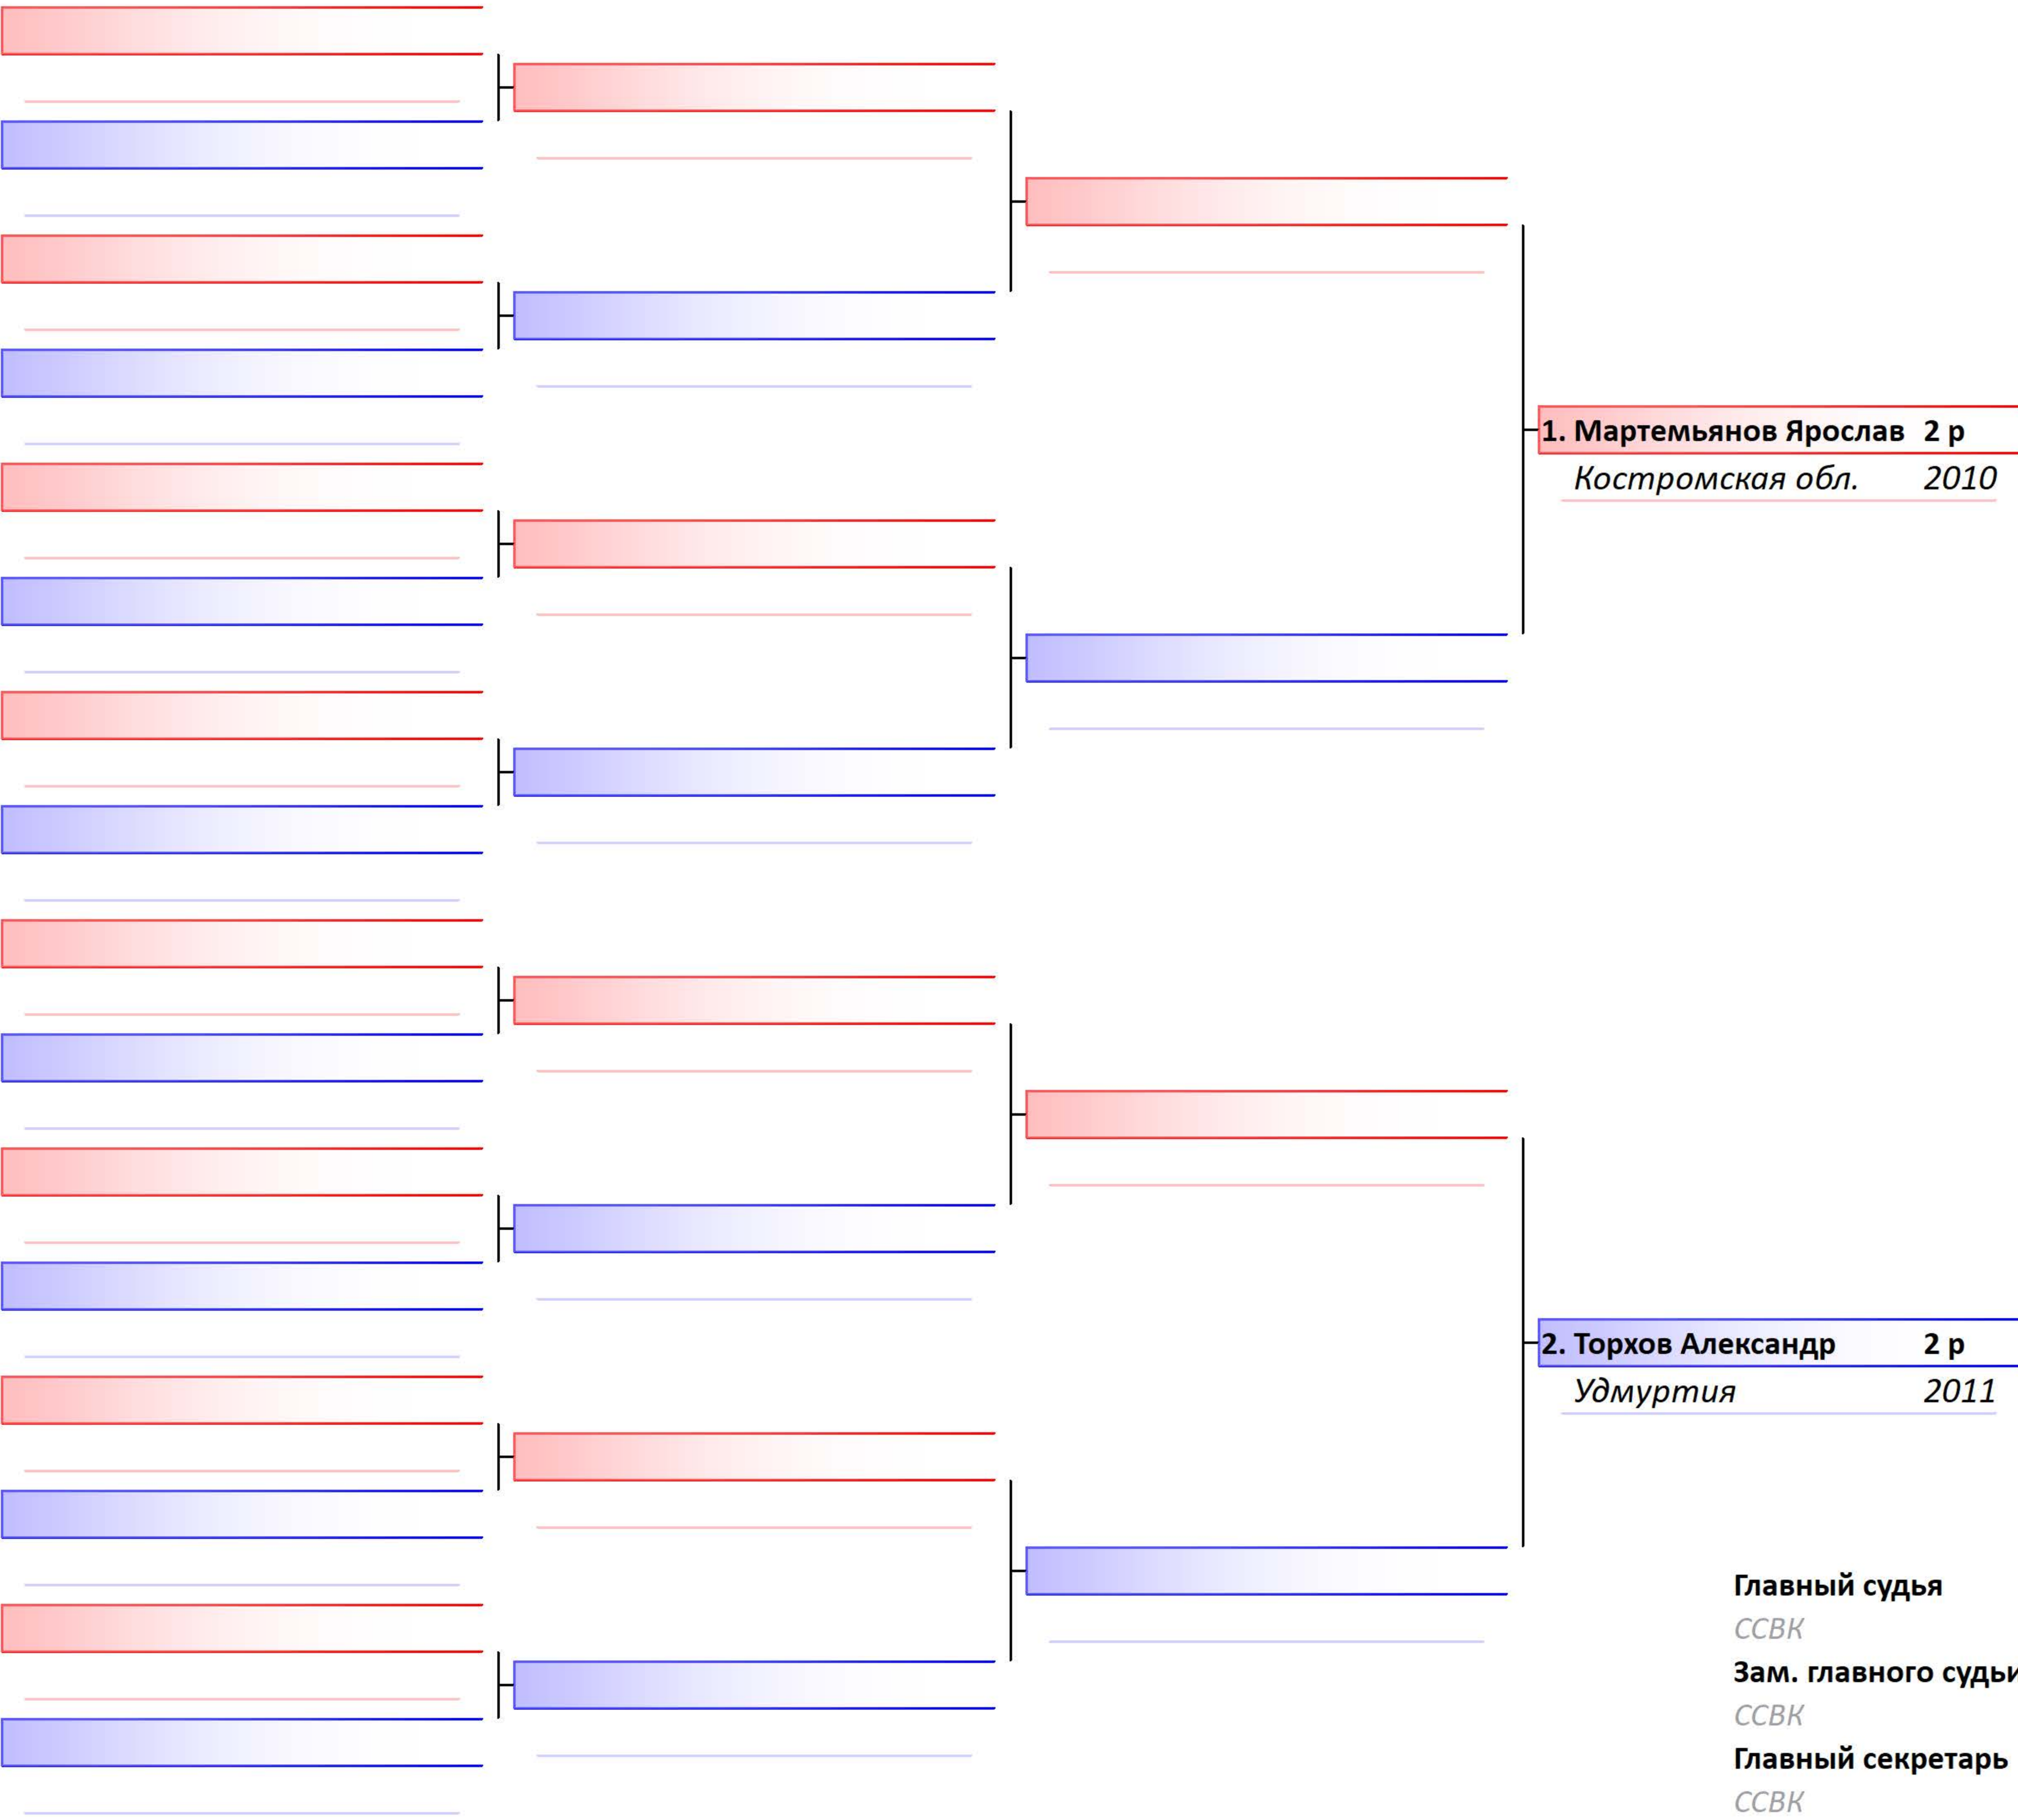 1. Мартемьянов Ярослав 2 р
Костромская обл. 2010
2. Торхов Александр 2 р
Удмуртия 2011
Главный судья
ССВК
Зам. главного судьи
ССВК
Главный секретарь
ССВК